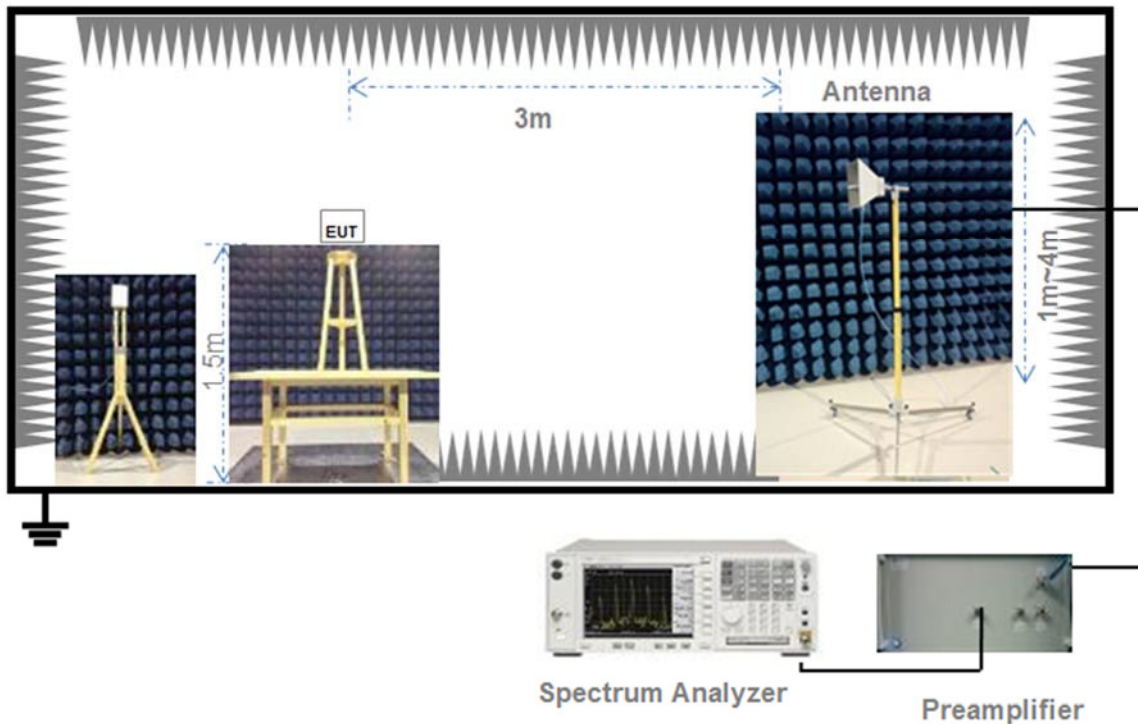 Antenna
3m
EUT
1.5m
1m~4m
Spectrum Analyzer
Preamplifier